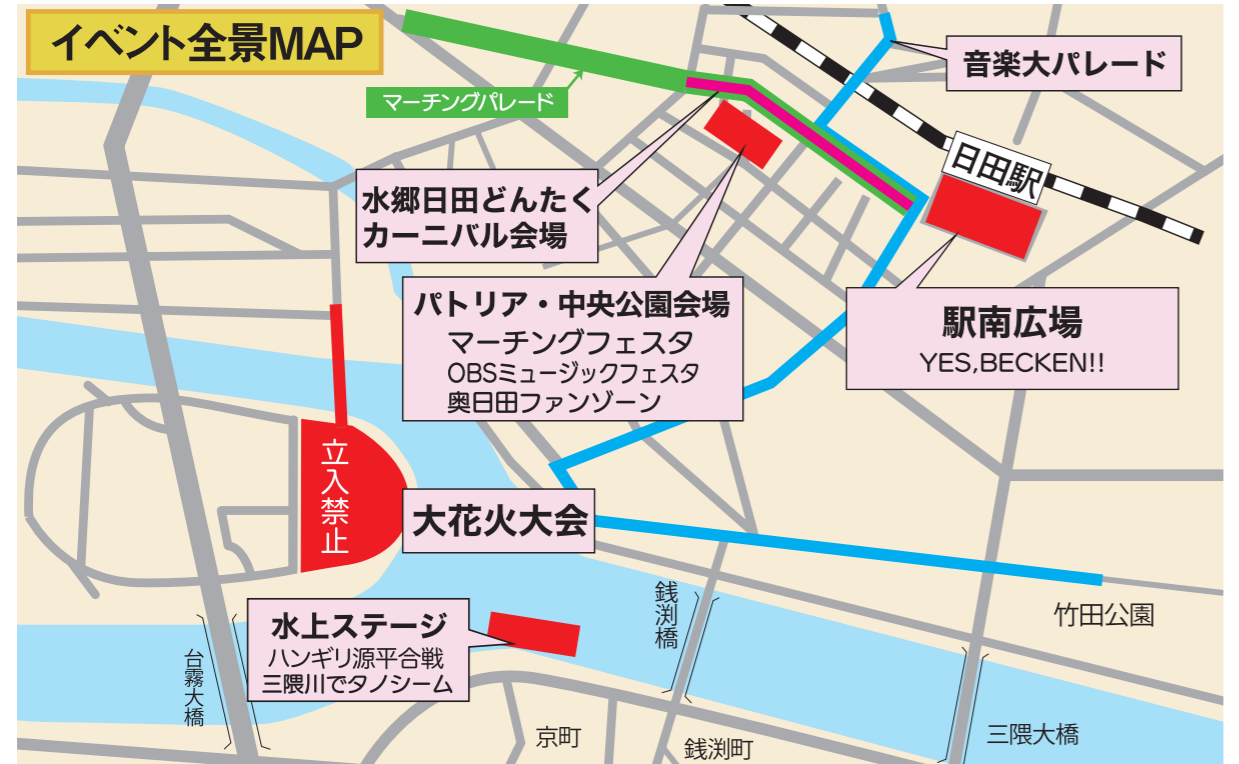 イベント全景MAP
音楽大パレード
マーチングパレード
日田駅
水郷日田どんたく
カーニバル会場
パトリア・中央公園会場
マーチングフェスタ
OBSミュージックフェスタ
奥日田ファンゾーン
駅南広場
YES,BECKEN!!
立入禁止
大花火大会
水上ステージ
ハンギリ源平合戦
三隈川でタノシーム
台霧大橋
銭渕橋
竹田公園
京町
銭渕町
三隈大橋